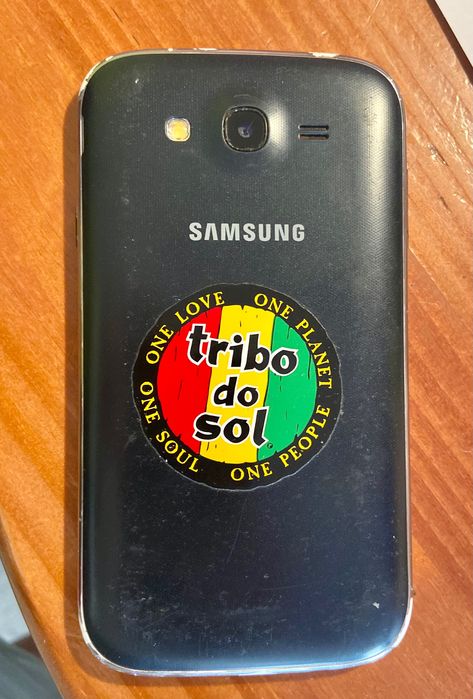 SAMSUNG
ONE LOVE ONE PLANET
tribo
do
sol
ONE SOUL ONE PEOPLE